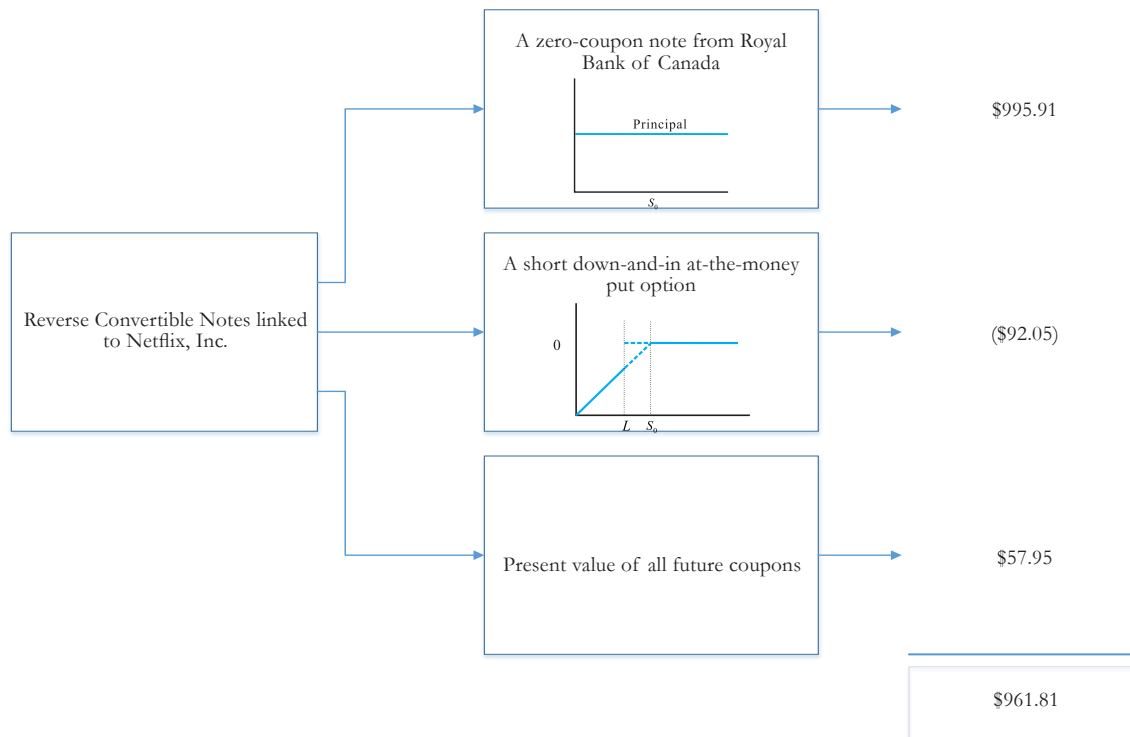 A zero-coupon note from Royal
Bank of Canada
Principal
S₀
$995.91
Reverse Convertible Notes linked
to Netflix, Inc.
A short down-and-in at-the-money
put option
0
L S₀
($92.05)
Present value of all future coupons
$57.95
$961.81